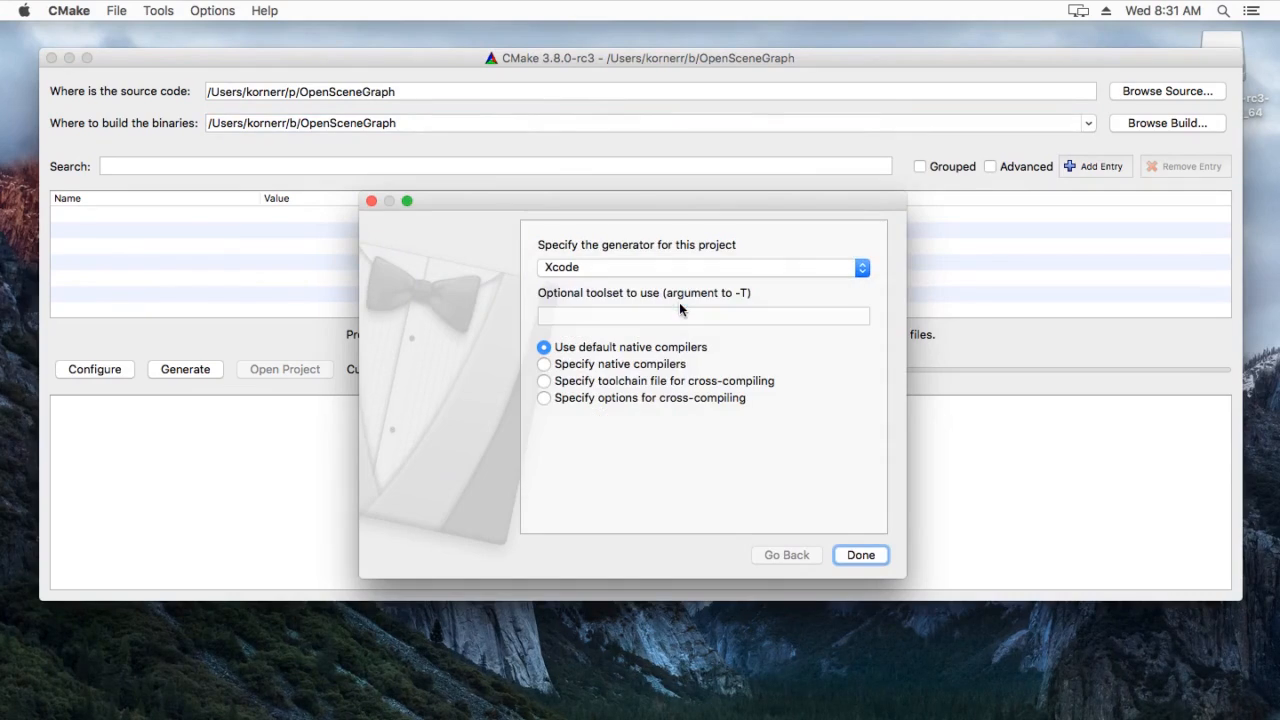 CMake File Tools Options Help Wed 8:31 AM
CMake 3.8.0-rc3 - /Users/kornerr/b/OpenSceneGraph
Where is the source code: /Users/kornerr/p/OpenSceneGraph Browse Source...
Where to build the binaries: /Users/kornerr/b/OpenSceneGraph Browse Build...
-rc3-
_64
Search: Grouped Advanced Add Entry Remove Entry
Name Value
Specify the generator for this project
Xcode
Optional toolset to use (argument to -T)
Use default native compilers
Specify native compilers
Specify toolchain file for cross-compiling
Specify options for cross-compiling
Go Back Done
Pr files.
Configure Generate Open Project Cu